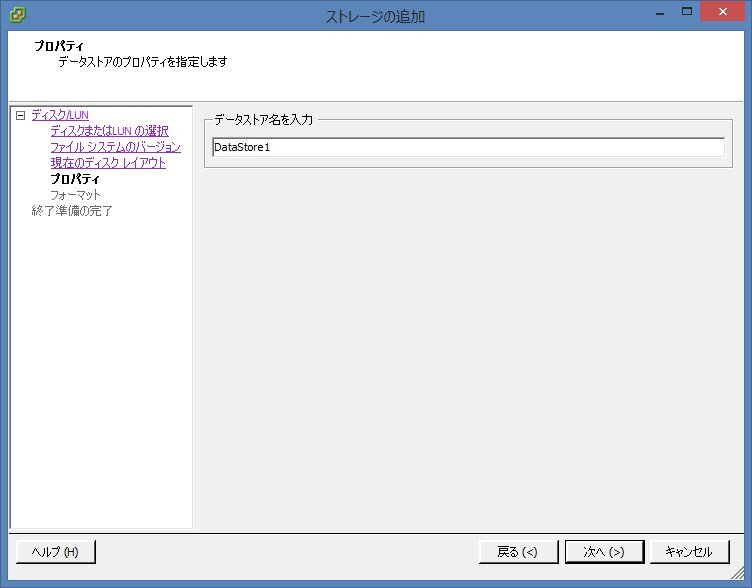 ストレージの追加
プロパティ
データストアのプロパティを指定します
ディスク/LUN
ディスクまたはLUN の選択
ファイル システムのバージョン
現在のディスク レイアウト
プロパティ
フォーマット
終了準備の完了
データストア名を入力
DataStore1
ヘルプ (H)
戻る (<)
次へ (>)
キャンセル